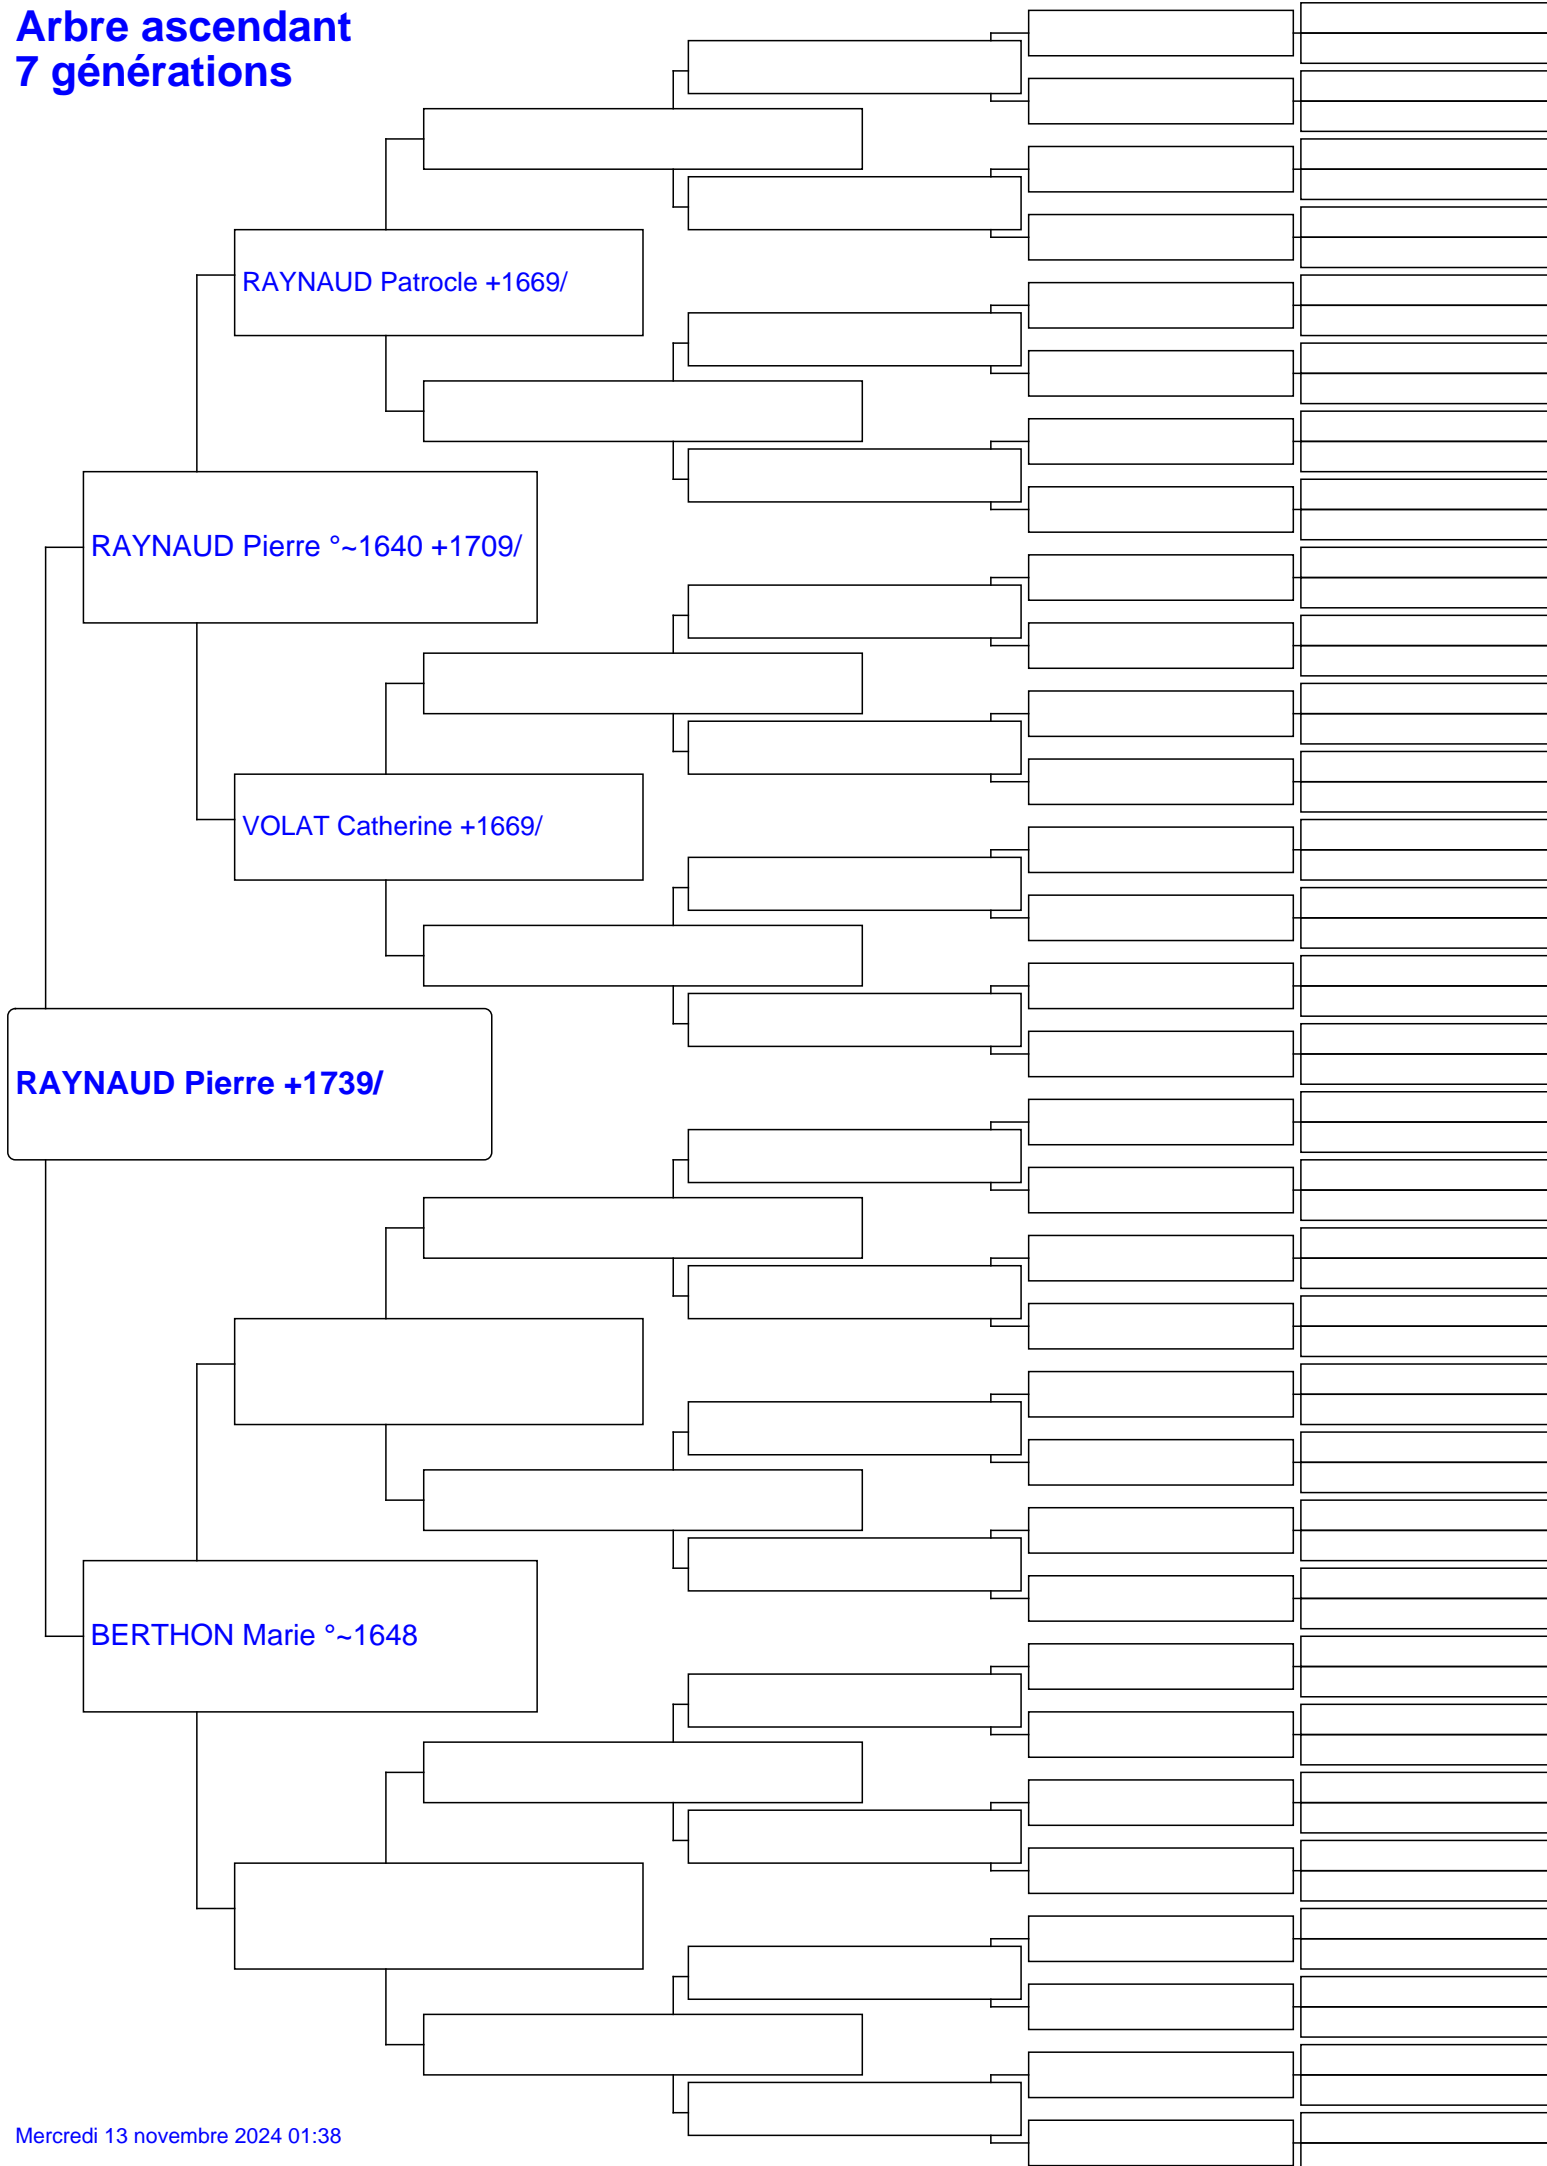 Arbre ascendant
7 générations
RAYNAUD Patrocle +1669/
RAYNAUD Pierre °~1640 +1709/
VOLAT Catherine +1669/
RAYNAUD Pierre +1739/
BERTHON Marie °~1648
Mercredi 13 novembre 2024 01:38